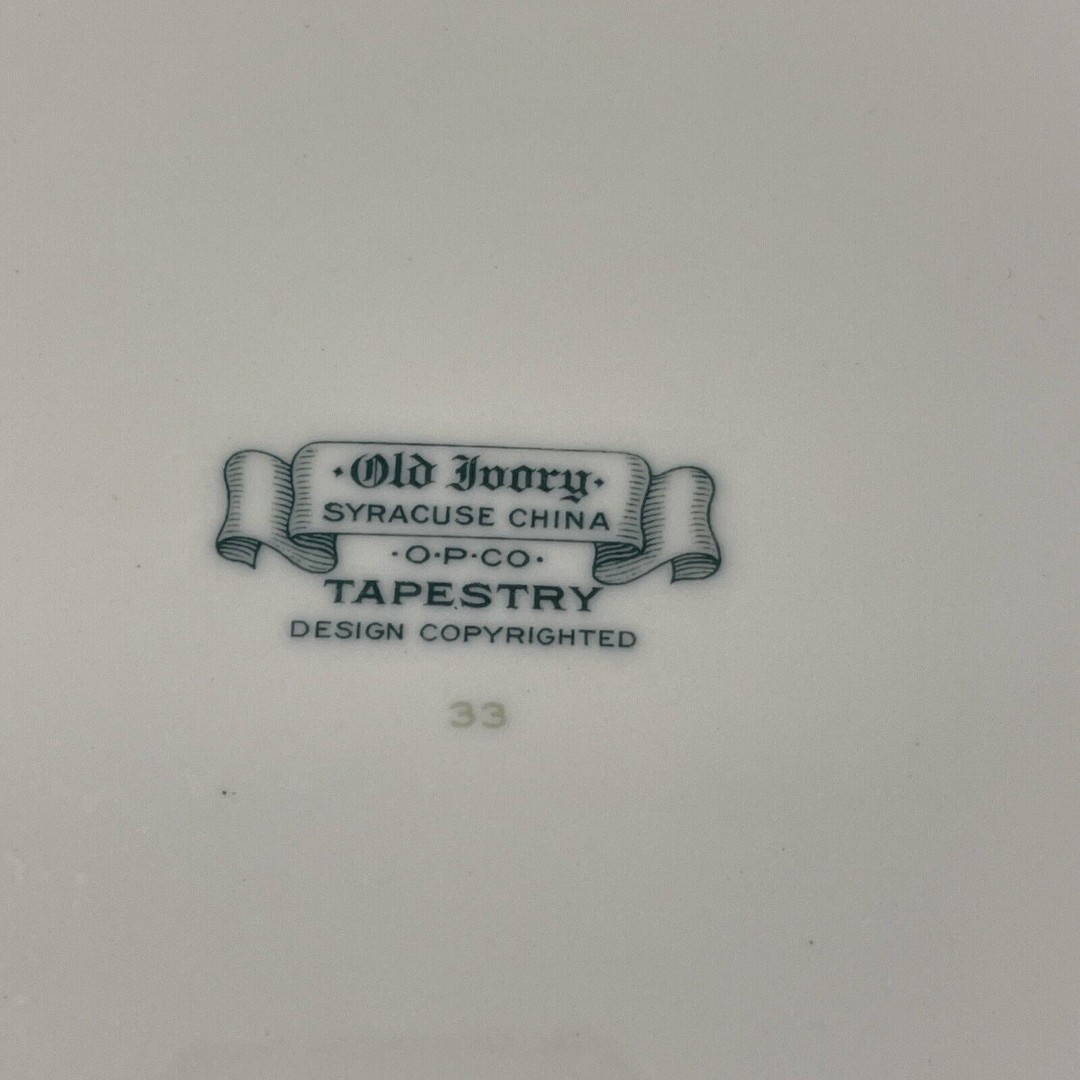 ·Old Ivory·
SYRACUSE CHINA
·O·P·CO·
TAPESTRY
DESIGN COPYRIGHTED
33